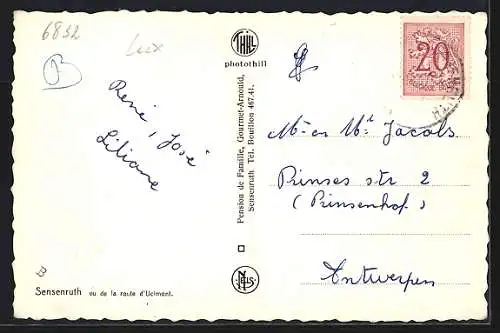 6832
Lux
B
René, José
Liliane
B
Sensenruth vu de la route d'Ucimont.
THILL
photothill
Pension de Famille, Gourmet-Arnould,
Sensenruth Tél. Bouillon 467.41.
NELS
20
M- en Md Jacobs
Prinses str 2
(Prinsenhof)
Antwerpen